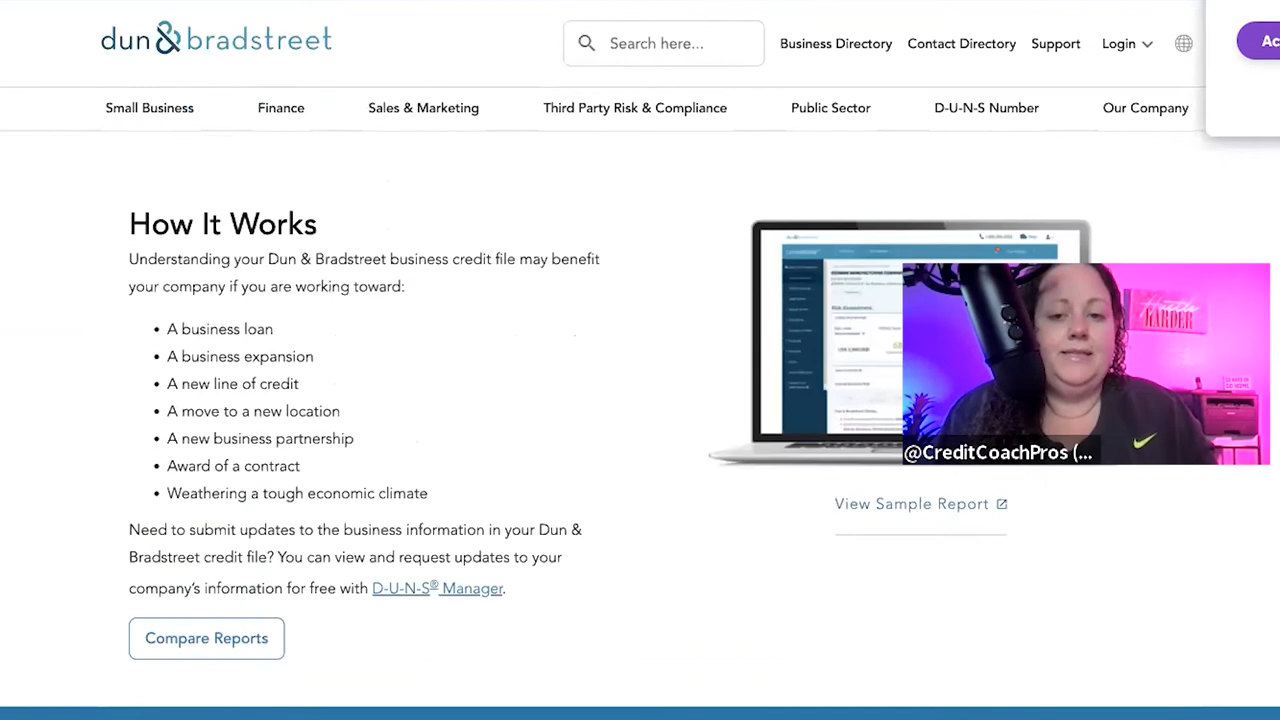 dun & bradstreet
Search here...
Business Directory
Contact Directory
Support
Login
Ac
Small Business
Finance
Sales & Marketing
Third Party Risk & Compliance
Public Sector
D-U-N-S Number
Our Company
How It Works
Understanding your Dun & Bradstreet business credit file may benefit
your company if you are working toward:
• A business loan
• A business expansion
• A new line of credit
• A move to a new location
• A new business partnership
• Award of a contract
• Weathering a tough economic climate
Need to submit updates to the business information in your Dun &
Bradstreet credit file? You can view and request updates to your
company's information for free with D-U-N-S® Manager.
Compare Reports
@CreditCoachPros (...
View Sample Report